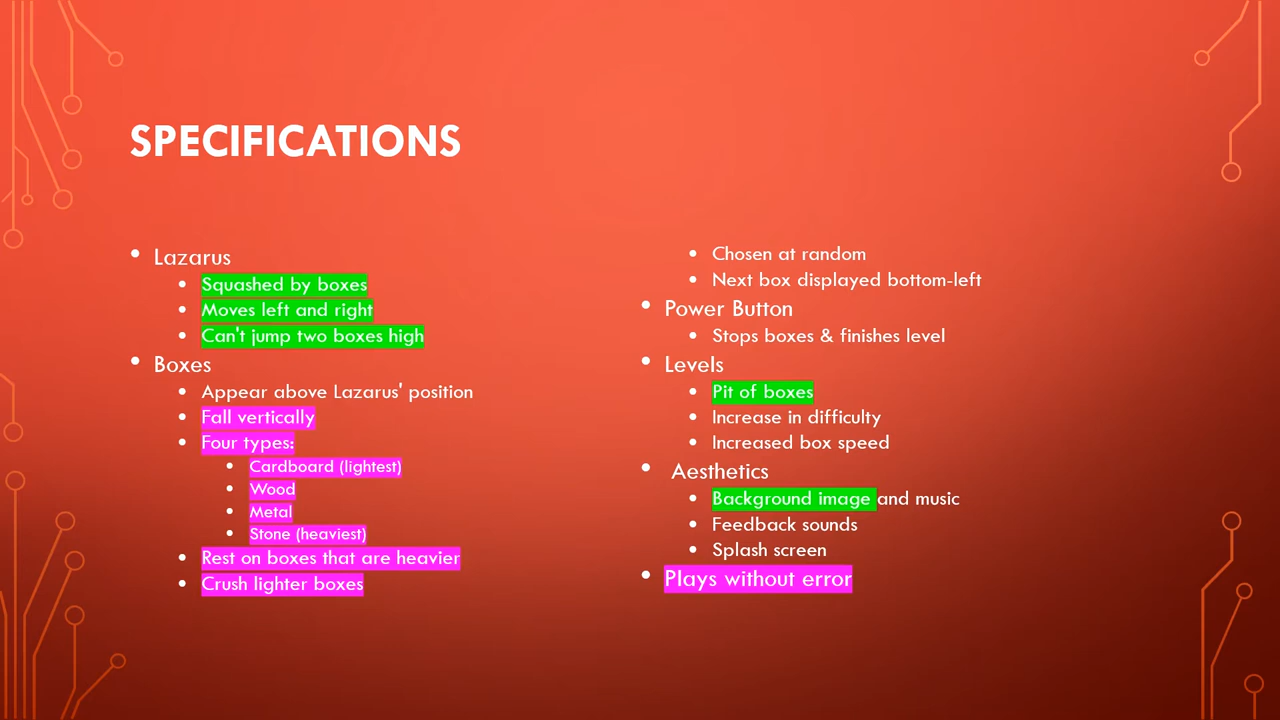 SPECIFICATIONS
Lazarus
Squashed by boxes
Moves left and right
Can't jump two boxes high
Boxes
Appear above Lazarus' position
Fall vertically
Four types:
Cardboard (lightest)
Wood
Metal
Stone (heaviest)
Rest on boxes that are heavier
Crush lighter boxes
Chosen at random
Next box displayed bottom-left
Power Button
Stops boxes & finishes level
Levels
Pit of boxes
Increase in difficulty
Increased box speed
Aesthetics
Background image and music
Feedback sounds
Splash screen
Plays without error